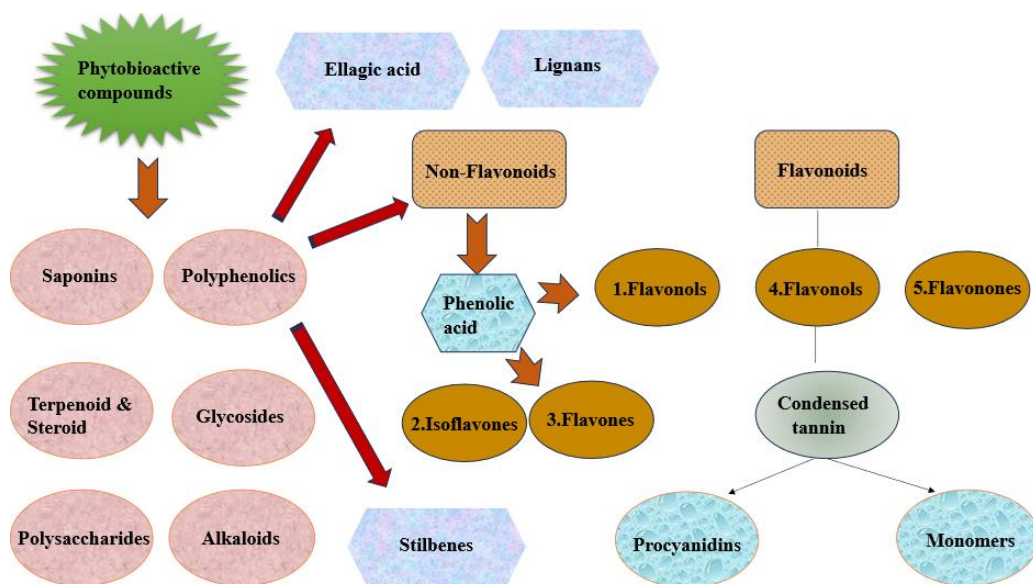 Phytobioactive
compounds
Ellagic acid
Lignans
Non-Flavonoids
Flavonoids
Saponins
Polyphenolics
Phenolic
acid
1.Flavonols
4.Flavonols
5.Flavonones
Terpenoid &
Steroid
Glycosides
2.Isoflavones
3.Flavones
Condensed
tannin
Polysaccharides
Alkaloids
Stilbenes
Procyanidins
Monomers